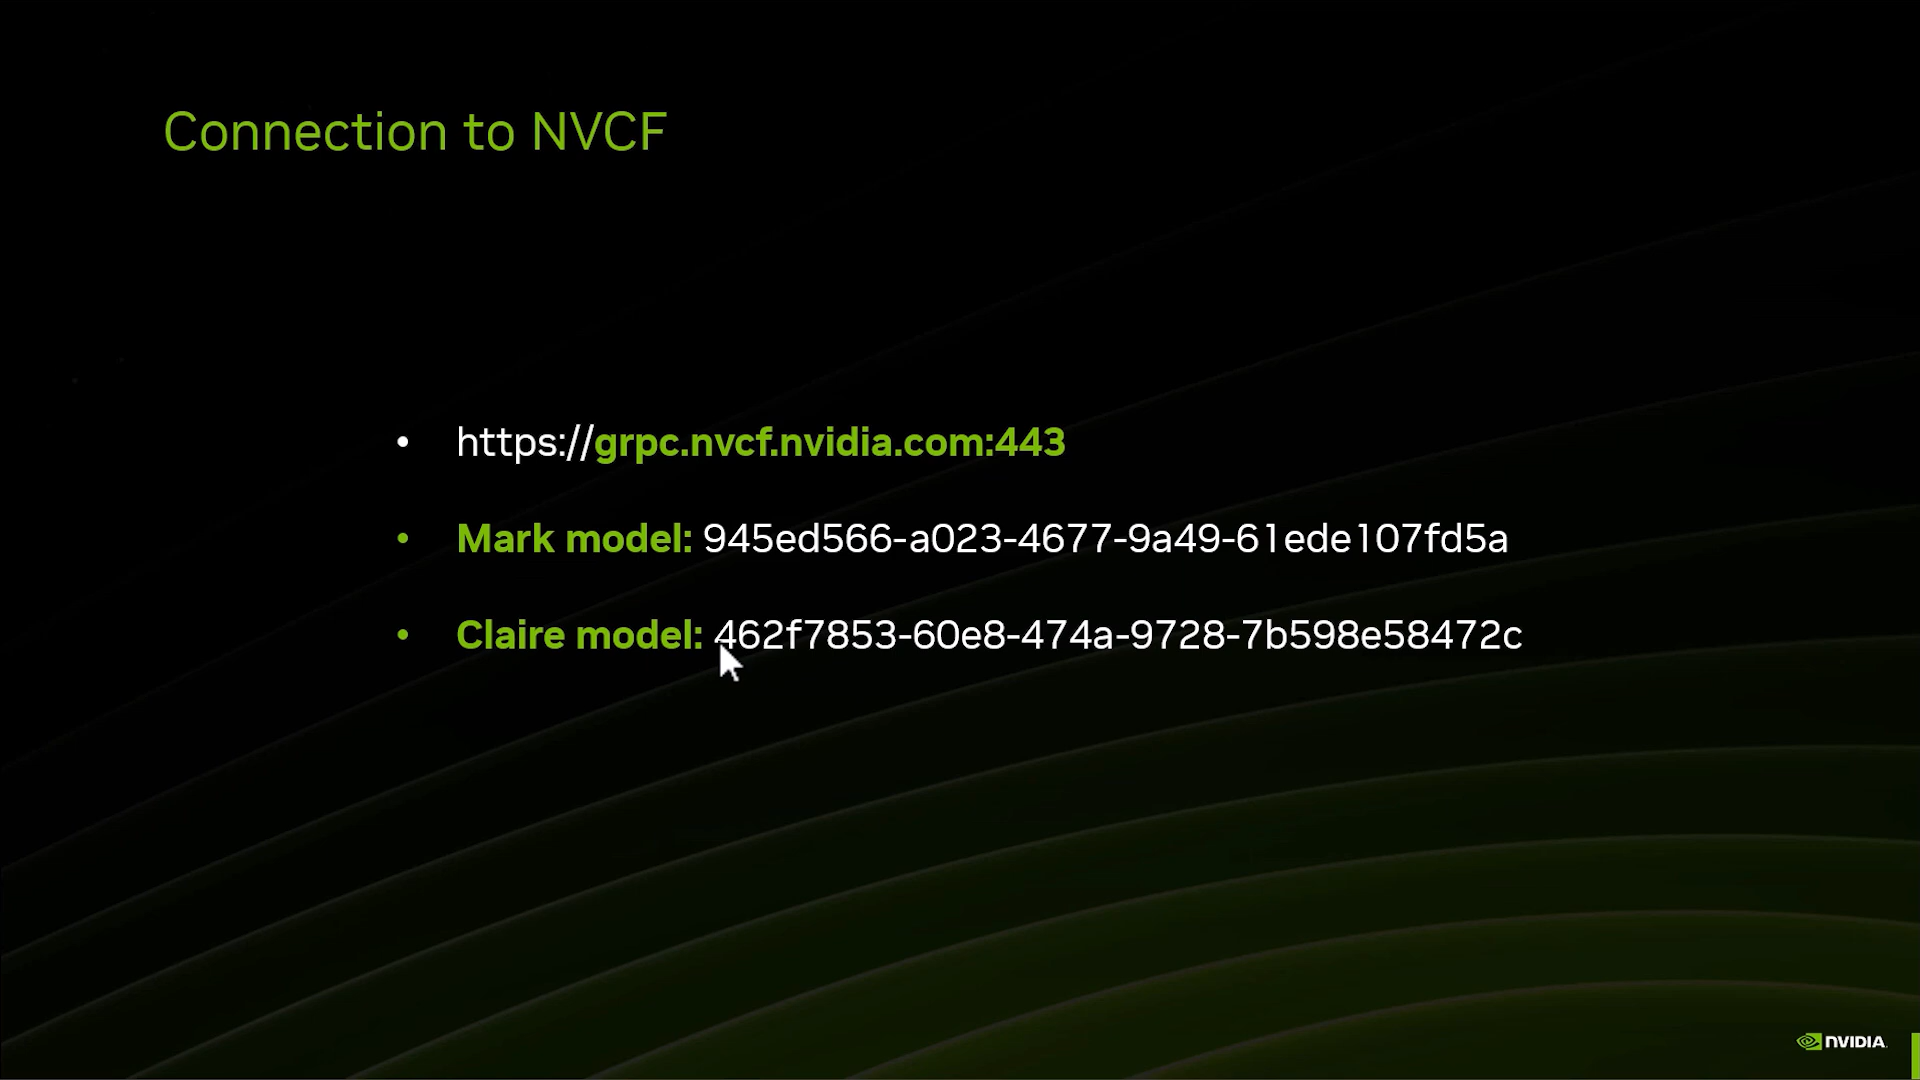 Connection to NVCF
• https://grpc.nvcf.nvidia.com:443
• Mark model: 945ed566-a023-4677-9a49-61ede107fd5a
• Claire model: 462f7853-60e8-474a-9728-7b598e58472c
NVIDIA.